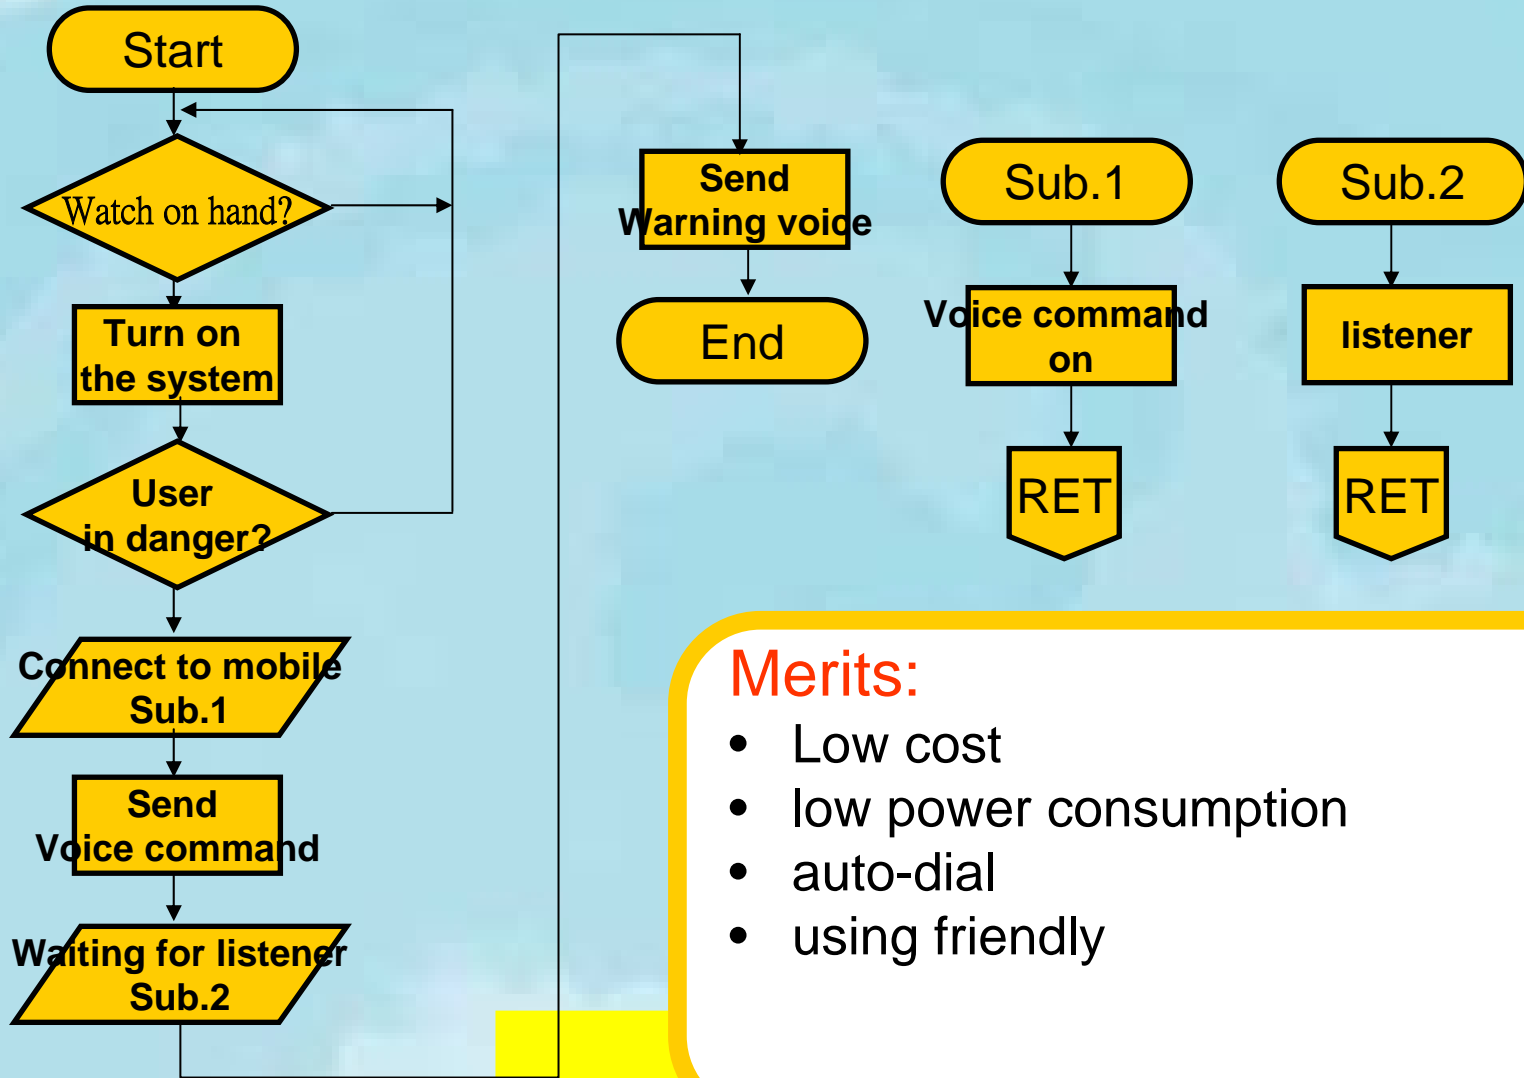 Start
Watch on hand?
Turn on
the system
User
in danger?
Connect to mobile
Sub.1
Send
Voice command
Waiting for listener
Sub.2
Send
Warning voice
End
Sub.1
Voice command
on
RET
Sub.2
listener
RET
Merits:
• Low cost
• low power consumption
• auto-dial
• using friendly